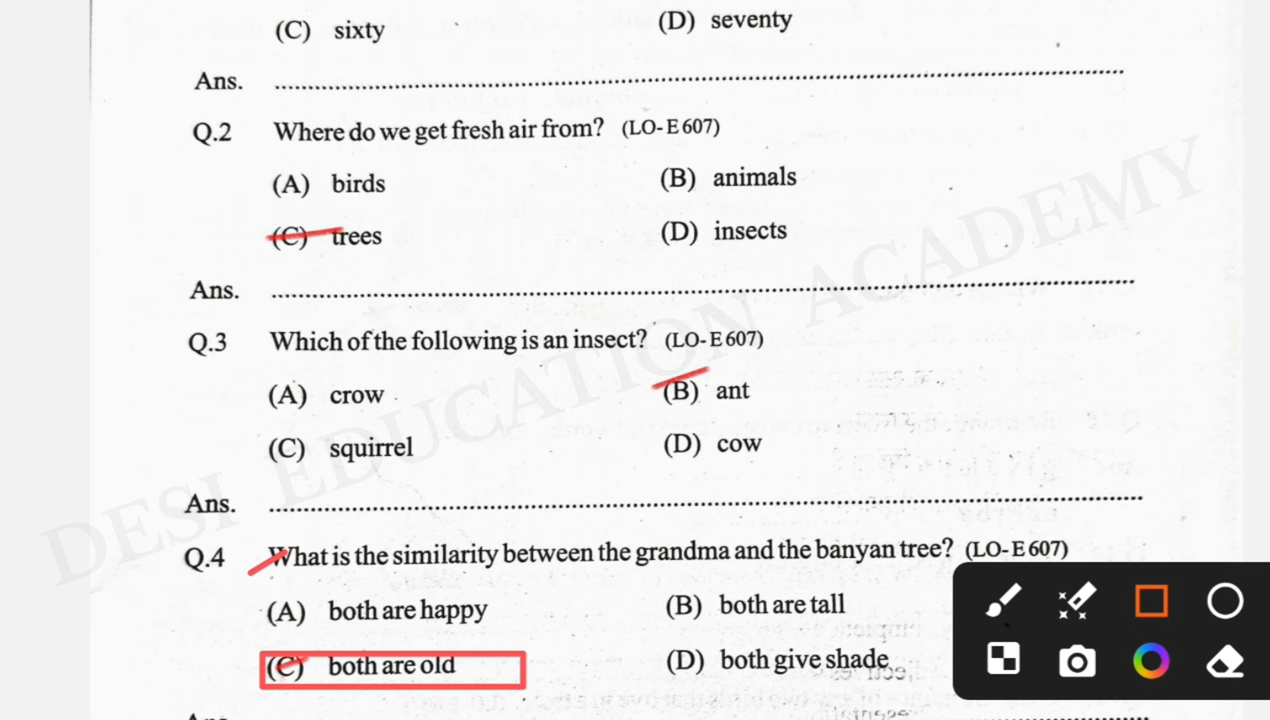 (C) sixty (D) seventy
Ans. ........................................................................
Q.2 Where do we get fresh air from? (LO-E 607)
(A) birds (B) animals
(C) trees (D) insects
Ans. ........................................................................
Q.3 Which of the following is an insect? (LO-E 607)
(A) crow (B) ant
(C) squirrel (D) cow
Ans. ........................................................................
Q.4 What is the similarity between the grandma and the banyan tree? (LO-E 607)
(A) both are happy (B) both are tall
(C) both are old (D) both give shade
Ans
DESI EDUCATION ACADEMY